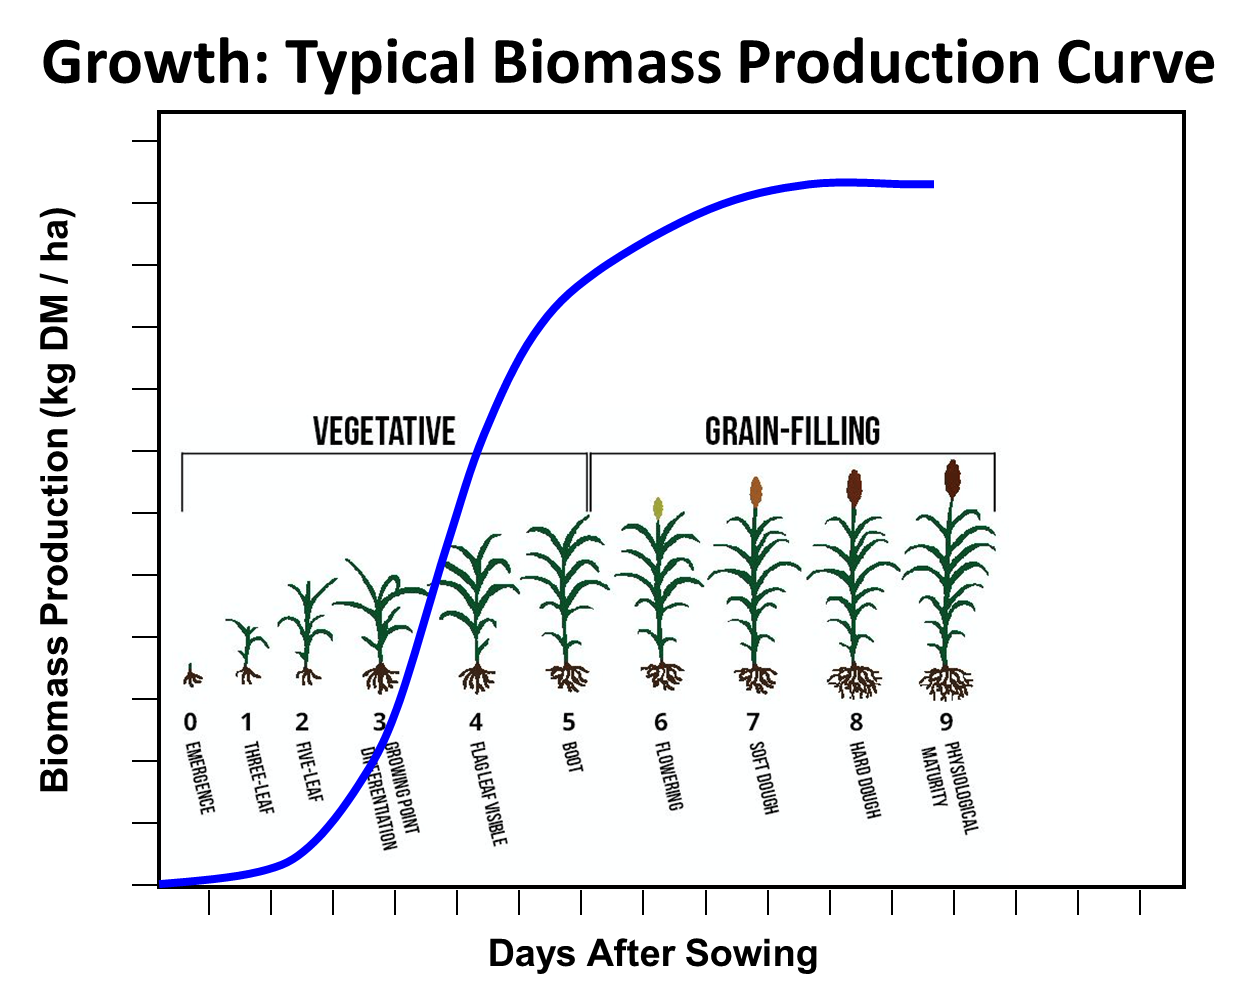 Growth: Typical Biomass Production Curve
Biomass Production (kg DM / ha)
VEGETATIVE
GRAIN-FILLING
0
1
2
3
4
5
6
7
8
9
EMERGENCE
THREE-LEAF
FIVE-LEAF
GROWING POINT
DIFFERENTIATION
FLAG LEAF VISIBLE
BOOT
FLOWERING
SOFT DOUGH
HARD DOUGH
PHYSIOLOGICAL
MATURITY
Days After Sowing